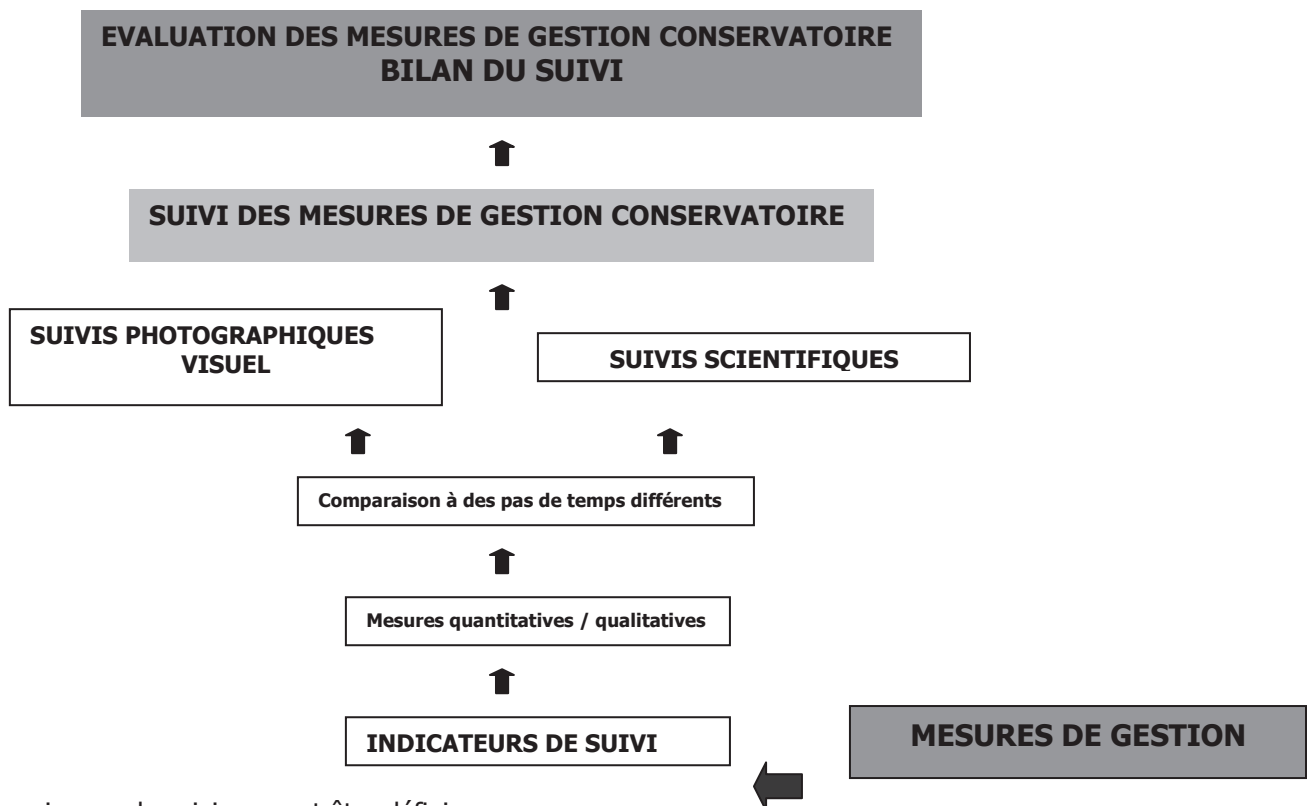 EVALUATION DES MESURES DE GESTION CONSERVATOIRE
BILAN DU SUIVI
SUIVI DES MESURES DE GESTION CONSERVATOIRE
SUIVIS PHOTOGRAPHIQUES
VISUEL
SUIVIS SCIENTIFIQUES
Comparaison à des pas de temps différents
Mesures quantitatives / qualitatives
INDICATEURS DE SUIVI
MESURES DE GESTION